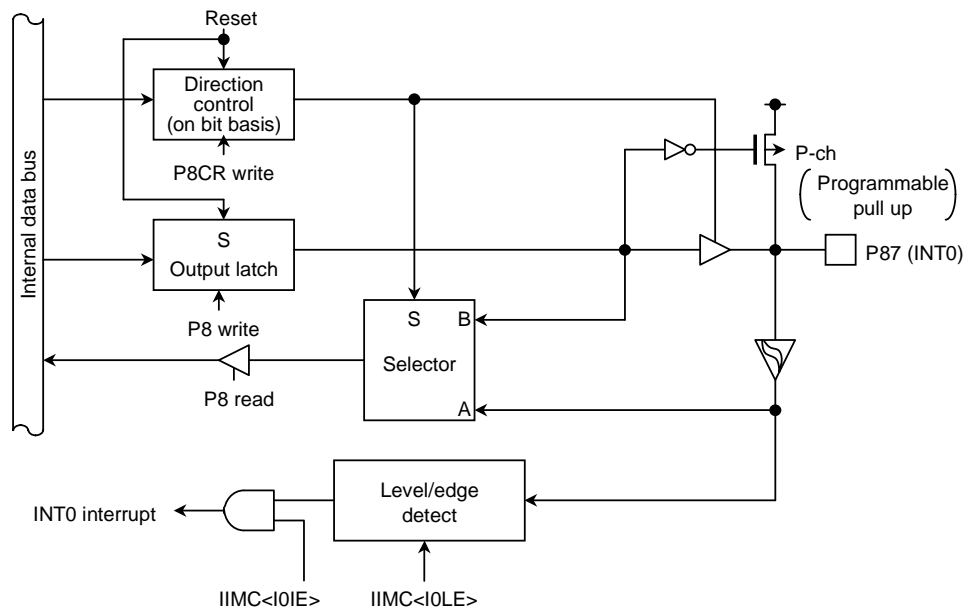 Reset
Internal data bus
Direction
control
(on bit basis)
P8CR write
P-ch
Programmable
pull up
S
Output latch
P87 (INT0)
P8 write
S
B
Selector
A
P8 read
Level/edge
detect
INT0 interrupt
IIMC<I0IE>
IIMC<I0LE>